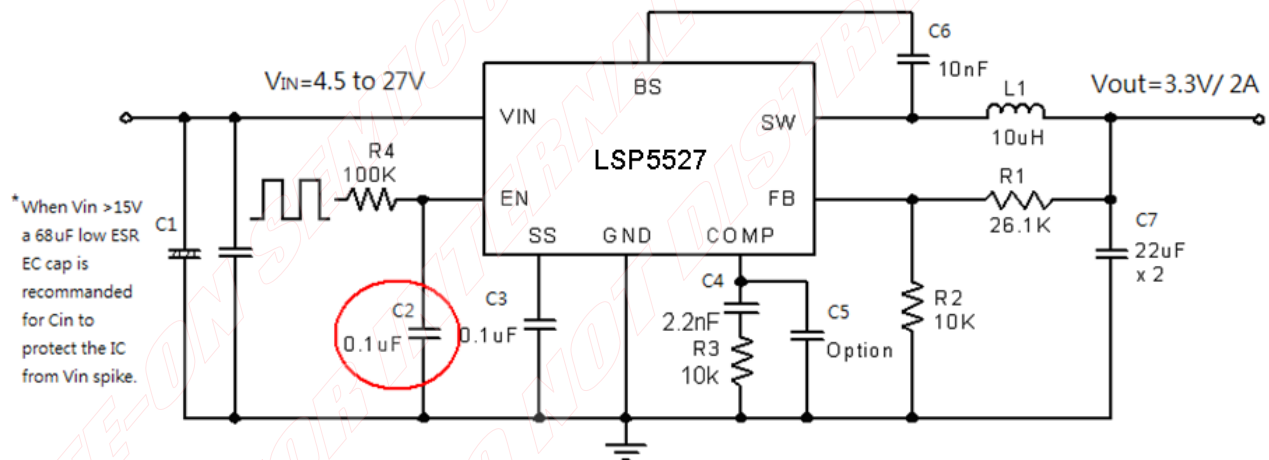 C6
10nF
VIN=4.5 to 27V
BS
L1
Vout=3.3V/ 2A
VIN
SW
10uH
LSP5527
R4
100K
EN
FB
R1
26.1K
* When Vin >15V
a 68uF low ESR
EC cap is
recommanded
for Cin to
protect the IC
from Vin spike.
C1
SS
GND
COMP
C7
22uF
x 2
C2
0.1uF
C3
0.1uF
C4
2.2nF
R3
10k
C5
Option
R2
10K